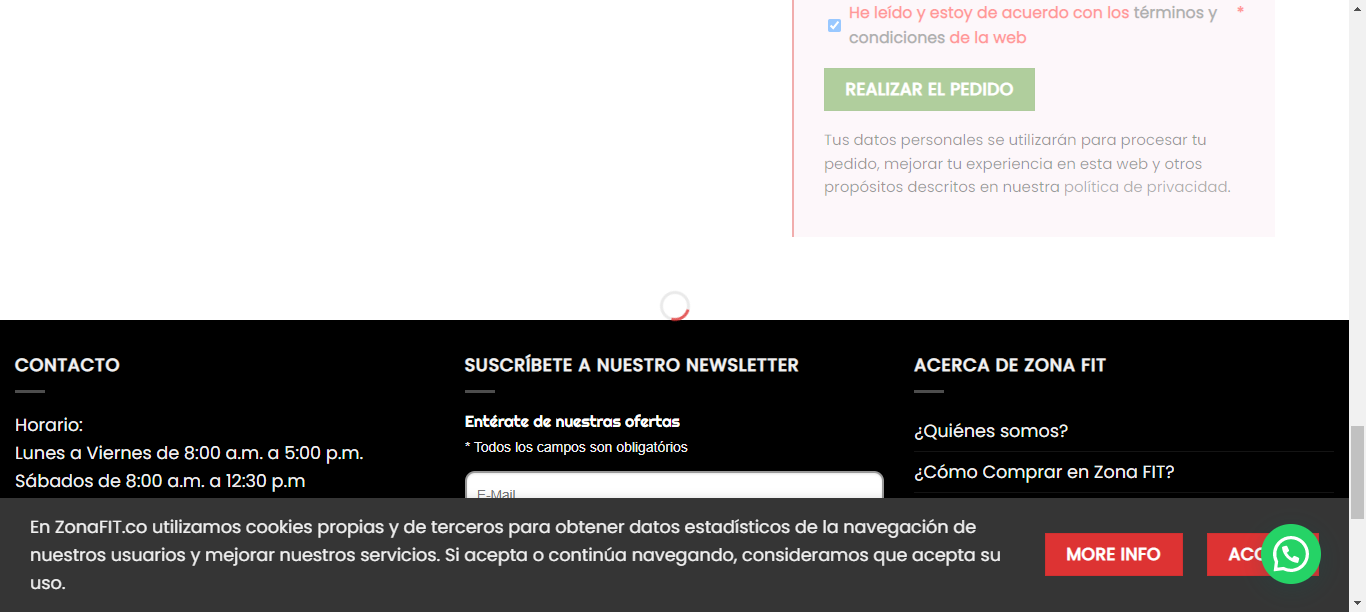 He leído y estoy de acuerdo con los términos y *
condiciones de la web
REALIZAR EL PEDIDO
Tus datos personales se utilizarán para procesar tu
pedido, mejorar tu experiencia en esta web y otros
propósitos descritos en nuestra política de privacidad.
CONTACTO
Horario:
Lunes a Viernes de 8:00 a.m. a 5:00 p.m.
Sábados de 8:00 a.m. a 12:30 p.m
SUSCRÍBETE A NUESTRO NEWSLETTER
Entérate de nuestras ofertas
* Todos los campos son obligatórios
E-Mail
ACERCA DE ZONA FIT
¿Quiénes somos?
¿Cómo Comprar en Zona FIT?
En ZonaFIT.co utilizamos cookies propias y de terceros para obtener datos estadísticos de la navegación de
nuestros usuarios y mejorar nuestros servicios. Si acepta o continúa navegando, consideramos que acepta su
uso.
MORE INFO